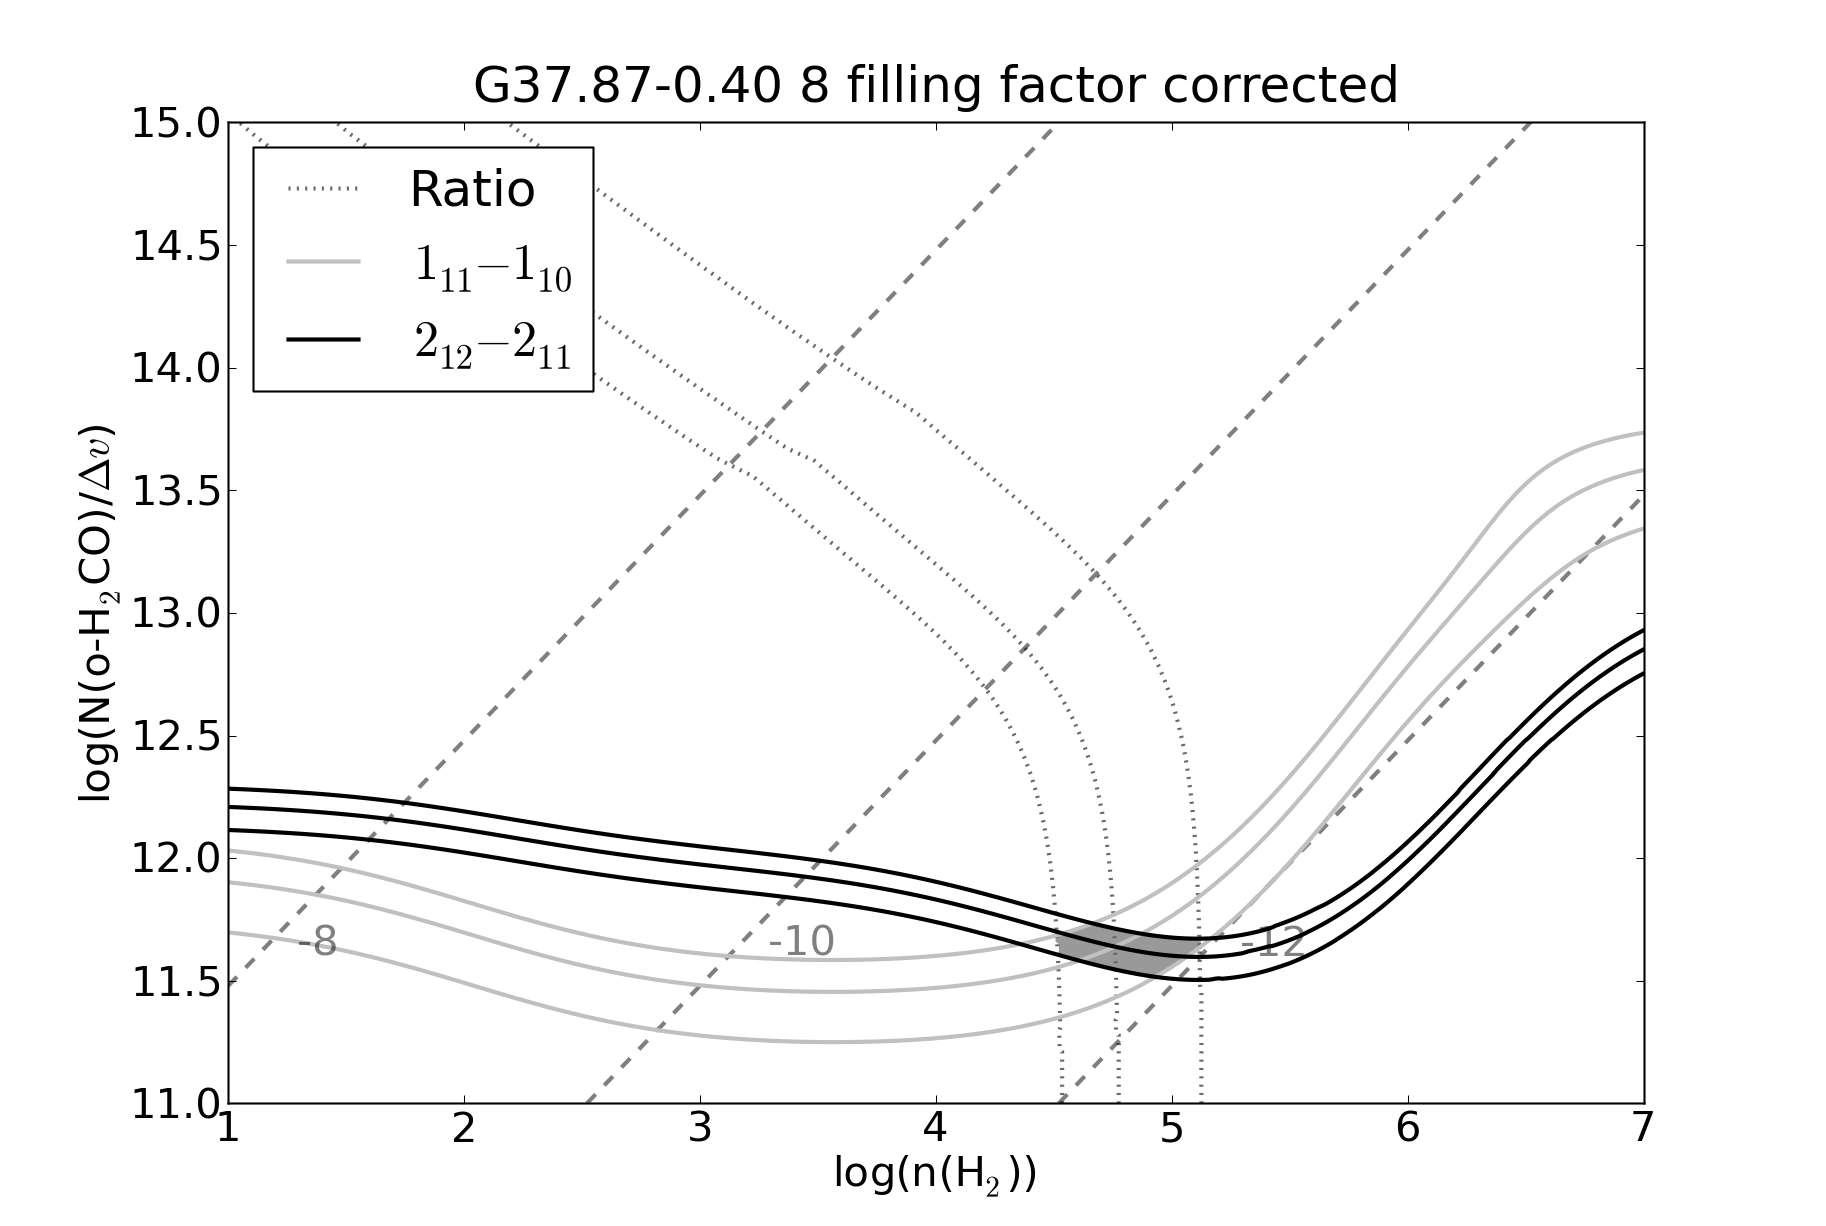 G37.87-0.40 8 filling factor corrected
log(N(o-H₂CO)/Δv)
15.0
14.5
14.0
13.5
13.0
12.5
12.0
11.5
11.0
Ratio
1₁₁−1₁₀
2₁₂−2₁₁
-8
-10
-12
1 2 3 4 5 6 7
log(n(H₂))